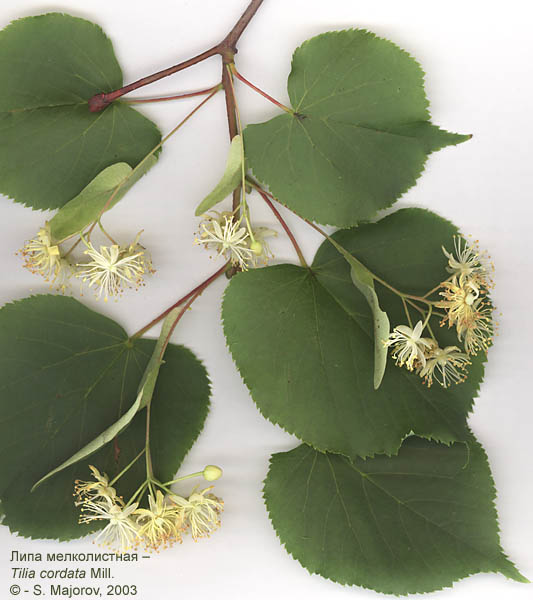 Липа мелколистная –
Tilia cordata Mill.
© - S. Majorov, 2003